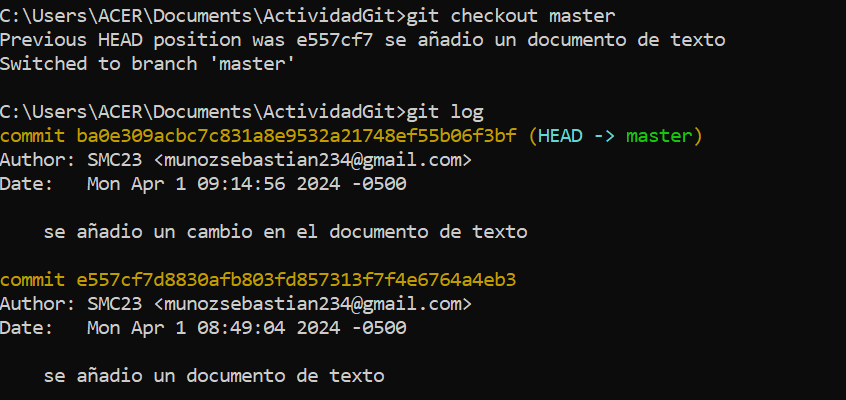 C:\Users\ACER\Documents\ActividadGit>git checkout master
Previous HEAD position was e557cf7 se añadio un documento de texto
Switched to branch 'master'
C:\Users\ACER\Documents\ActividadGit>git log
commit ba0e309acbc7c831a8e9532a21748ef55b06f3bf (HEAD -> master)
Author: SMC23 <munozsebastian234@gmail.com>
Date:   Mon Apr 1 09:14:56 2024 -0500
se añadio un cambio en el documento de texto
commit e557cf7d8830afb803fd857313f7f4e6764a4eb3
Author: SMC23 <munozsebastian234@gmail.com>
Date:   Mon Apr 1 08:49:04 2024 -0500
se añadio un documento de texto